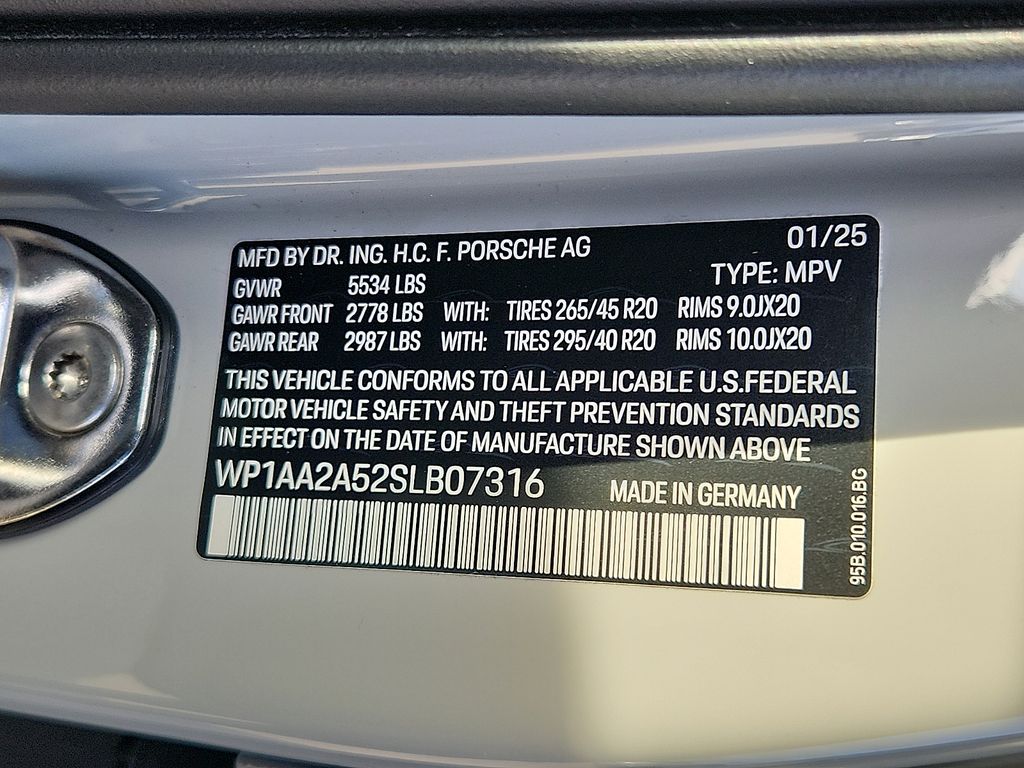 MFD BY DR. ING. H.C. F. PORSCHE AG 01/25
GVWR 5534 LBS TYPE: MPV
GAWR FRONT 2778 LBS WITH: TIRES 265/45 R20 RIMS 9.0JX20
GAWR REAR 2987 LBS WITH: TIRES 295/40 R20 RIMS 10.0JX20
THIS VEHICLE CONFORMS TO ALL APPLICABLE U.S.FEDERAL
MOTOR VEHICLE SAFETY AND THEFT PREVENTION STANDARDS
IN EFFECT ON THE DATE OF MANUFACTURE SHOWN ABOVE
WP1AA2A52SLB07316 MADE IN GERMANY
95B.010.016.BG